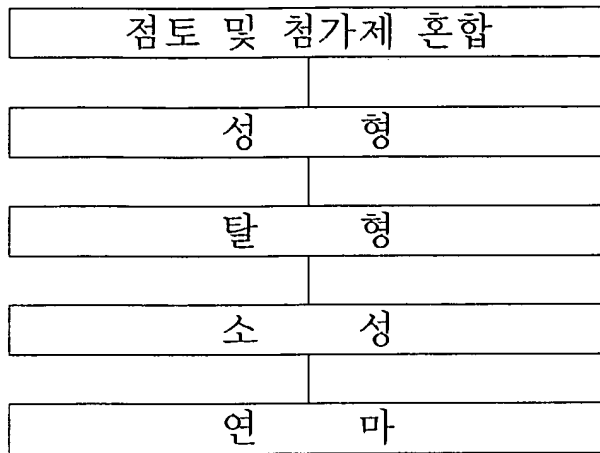 점토 및 첨가제 혼합
성 형
탈 형
소 성
연 마